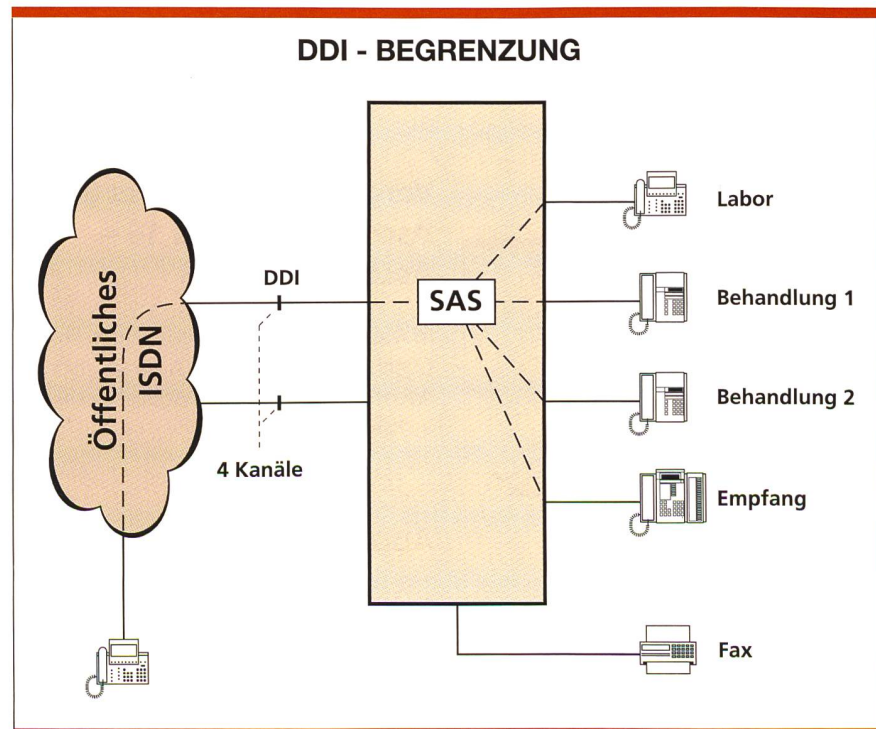 DDI - BEGRENZUNG
Öffentliches
ISDN
DDI
4 Kanäle
SAS
Labor
Behandlung 1
Behandlung 2
Empfang
Fax